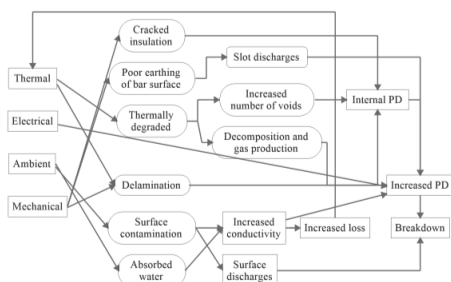 Cracked
insulation
Slot discharges
Thermal
Poor earthing
of bar surface
Increased
number of voids
Internal PD
Electrical
Thermally
degraded
Decomposition and
gas production
Ambient
Delamination
Increased PD
Mechanical
Surface
contamination
Increased
conductivity
Increased loss
Breakdown
Absorbed
water
Surface
discharges